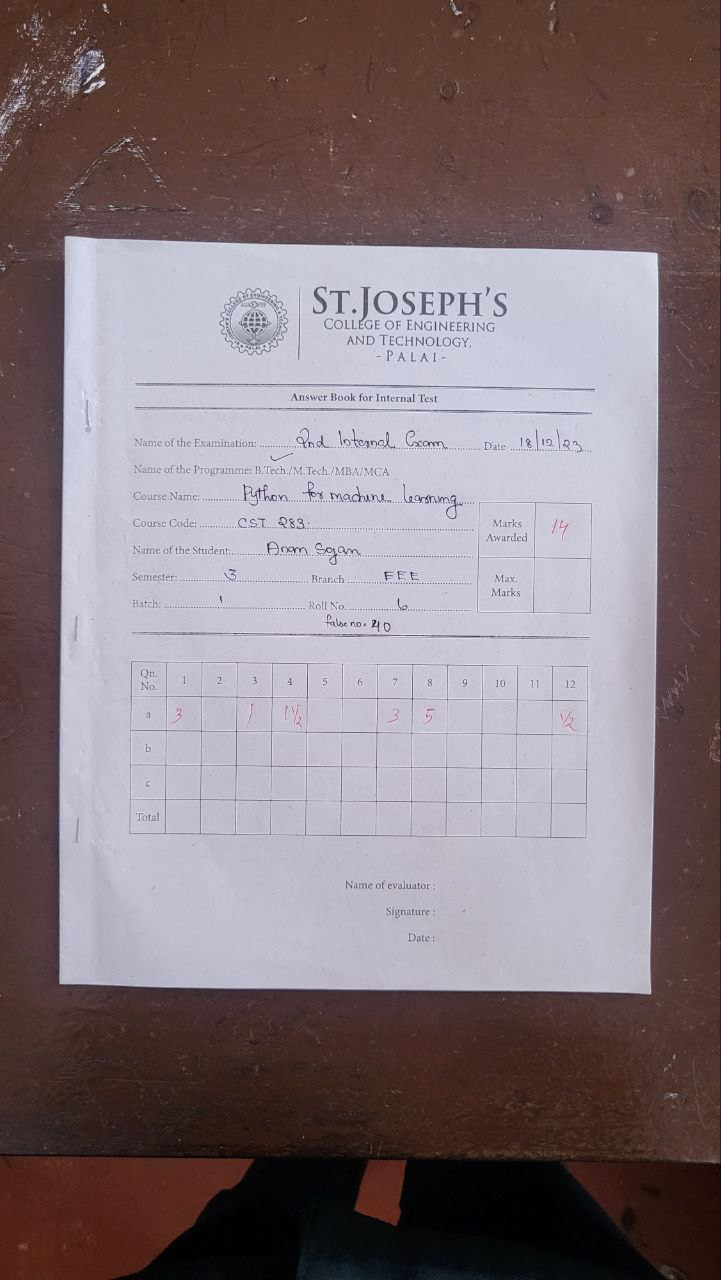 ST.JOSEPH'S
COLLEGE OF ENGINEERING
AND TECHNOLOGY,
- PALAI -
Answer Book for Internal Test
Name of the Examination: 2nd Internal Exam Date 18/12/23
Name of the Programme: B.Tech./M.Tech./MBA/MCA
Course Name: Python for machine learning
Course Code: CST 283.
Marks Awarded 14
Name of the Student: Anam Sojan
Semester: 3 Branch EEE
Max. Marks
Batch: 1 Roll No. 6
false no. 40
Qn. No. 1 2 3 4 5 6 7 8 9 10 11 12
a 3 1 1½ 3 5 ½
b
c
Total
Name of evaluator :
Signature :
Date :